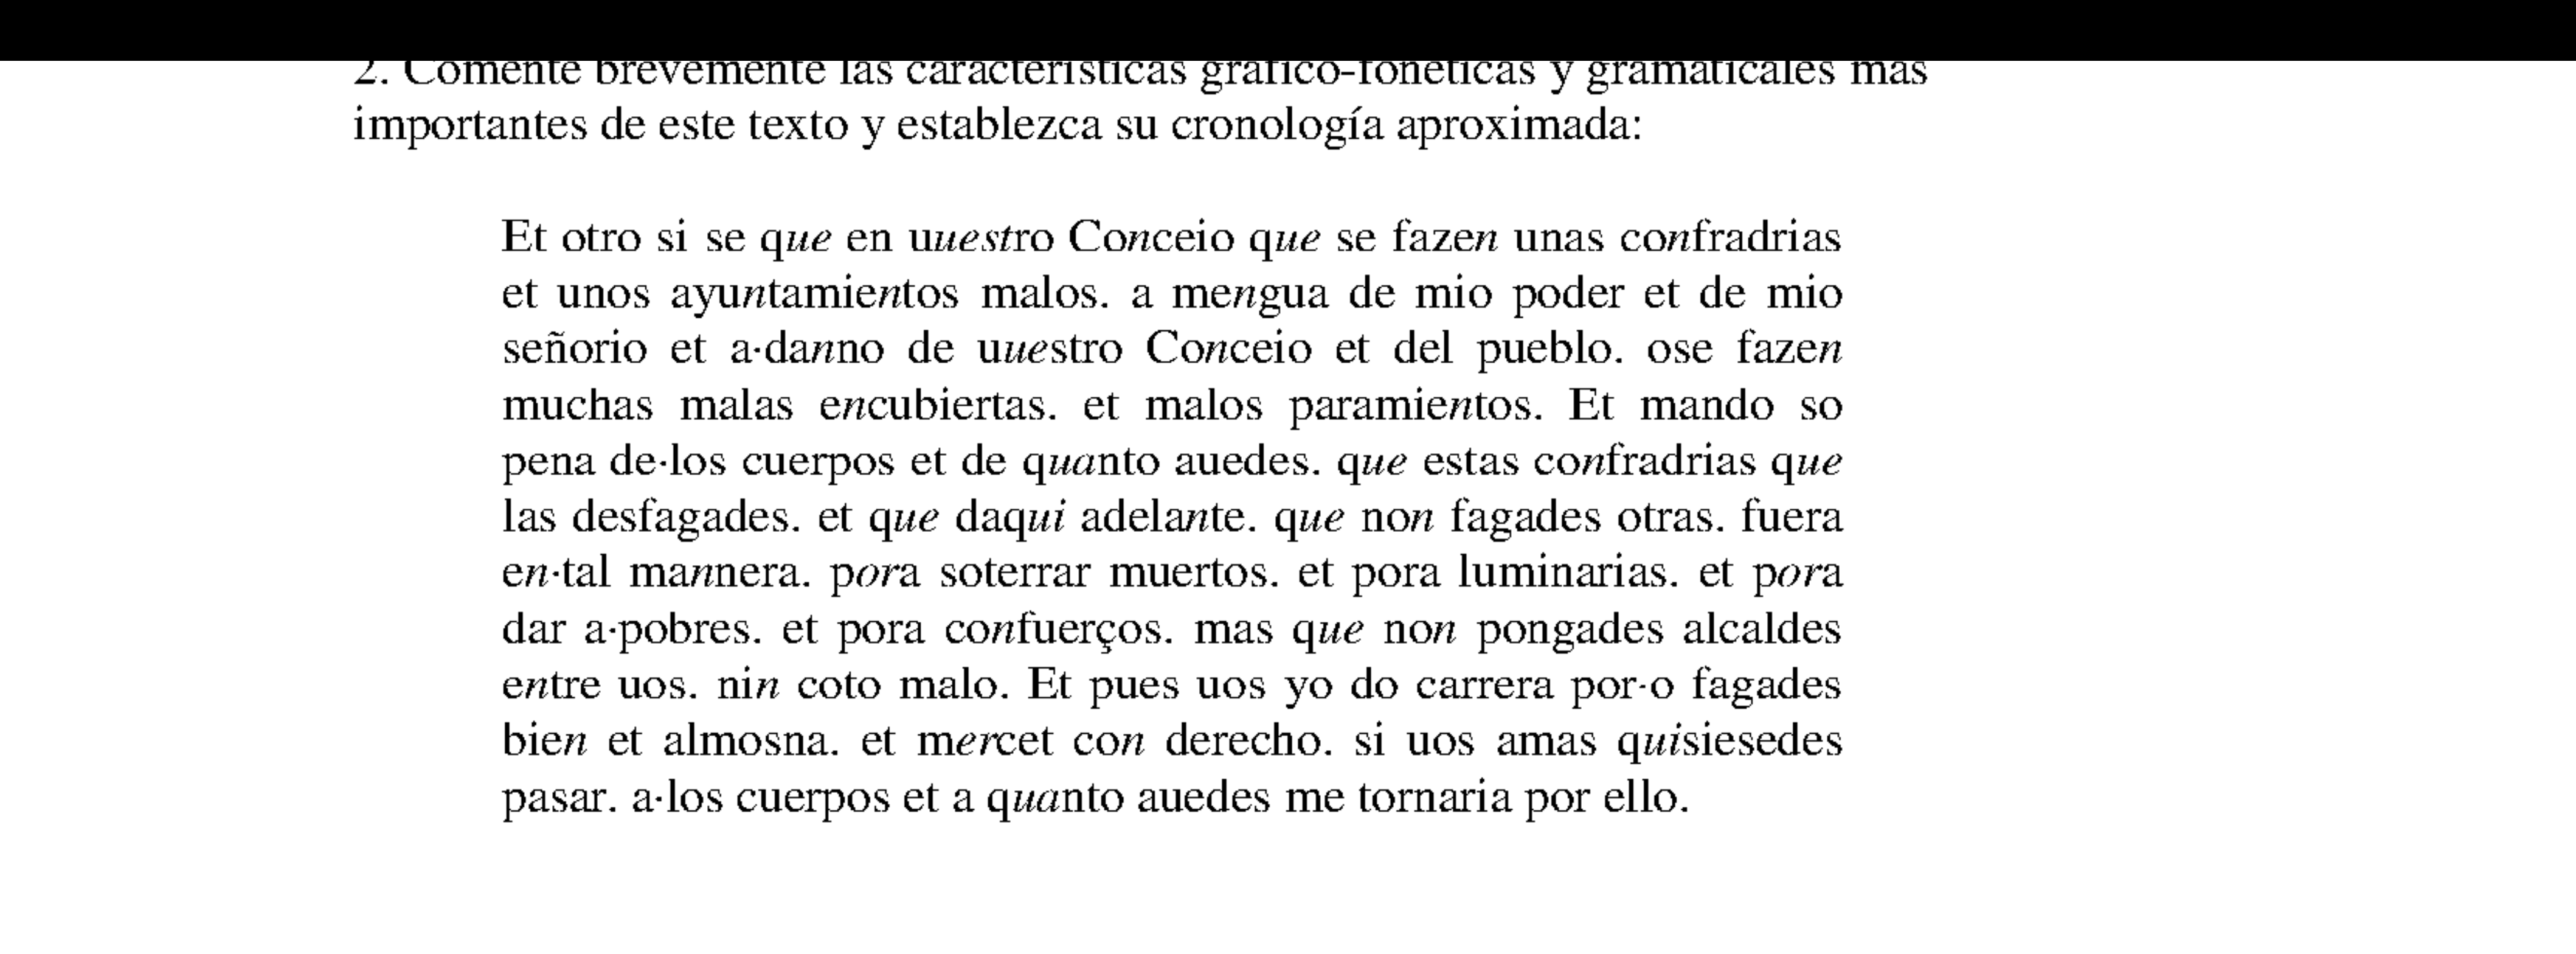 2. Comente brevemente las características gráfico-fonéticas y gramaticales más
importantes de este texto y establezca su cronología aproximada:
Et otro si se que en uuestro Conceio que se fazen unas confradrias
et unos ayuntamientos malos. a mengua de mio poder et de mio
señorio et a·danno de uuestro Conceio et del pueblo. ose fazen
muchas malas encubiertas. et malos paramientos. Et mando so
pena de·los cuerpos et de quanto auedes. que estas confradrias que
las desfagades. et que daqui adelante. que non fagades otras. fuera
en·tal mannera. pora soterrar muertos. et pora luminarias. et pora
dar a·pobres. et pora confuerços. mas que non pongades alcaldes
entre uos. nin coto malo. Et pues uos yo do carrera por·o fagades
bien et almosna. et mercet con derecho. si uos amas quisiesedes
pasar. a·los cuerpos et a quanto auedes me tornaria por ello.